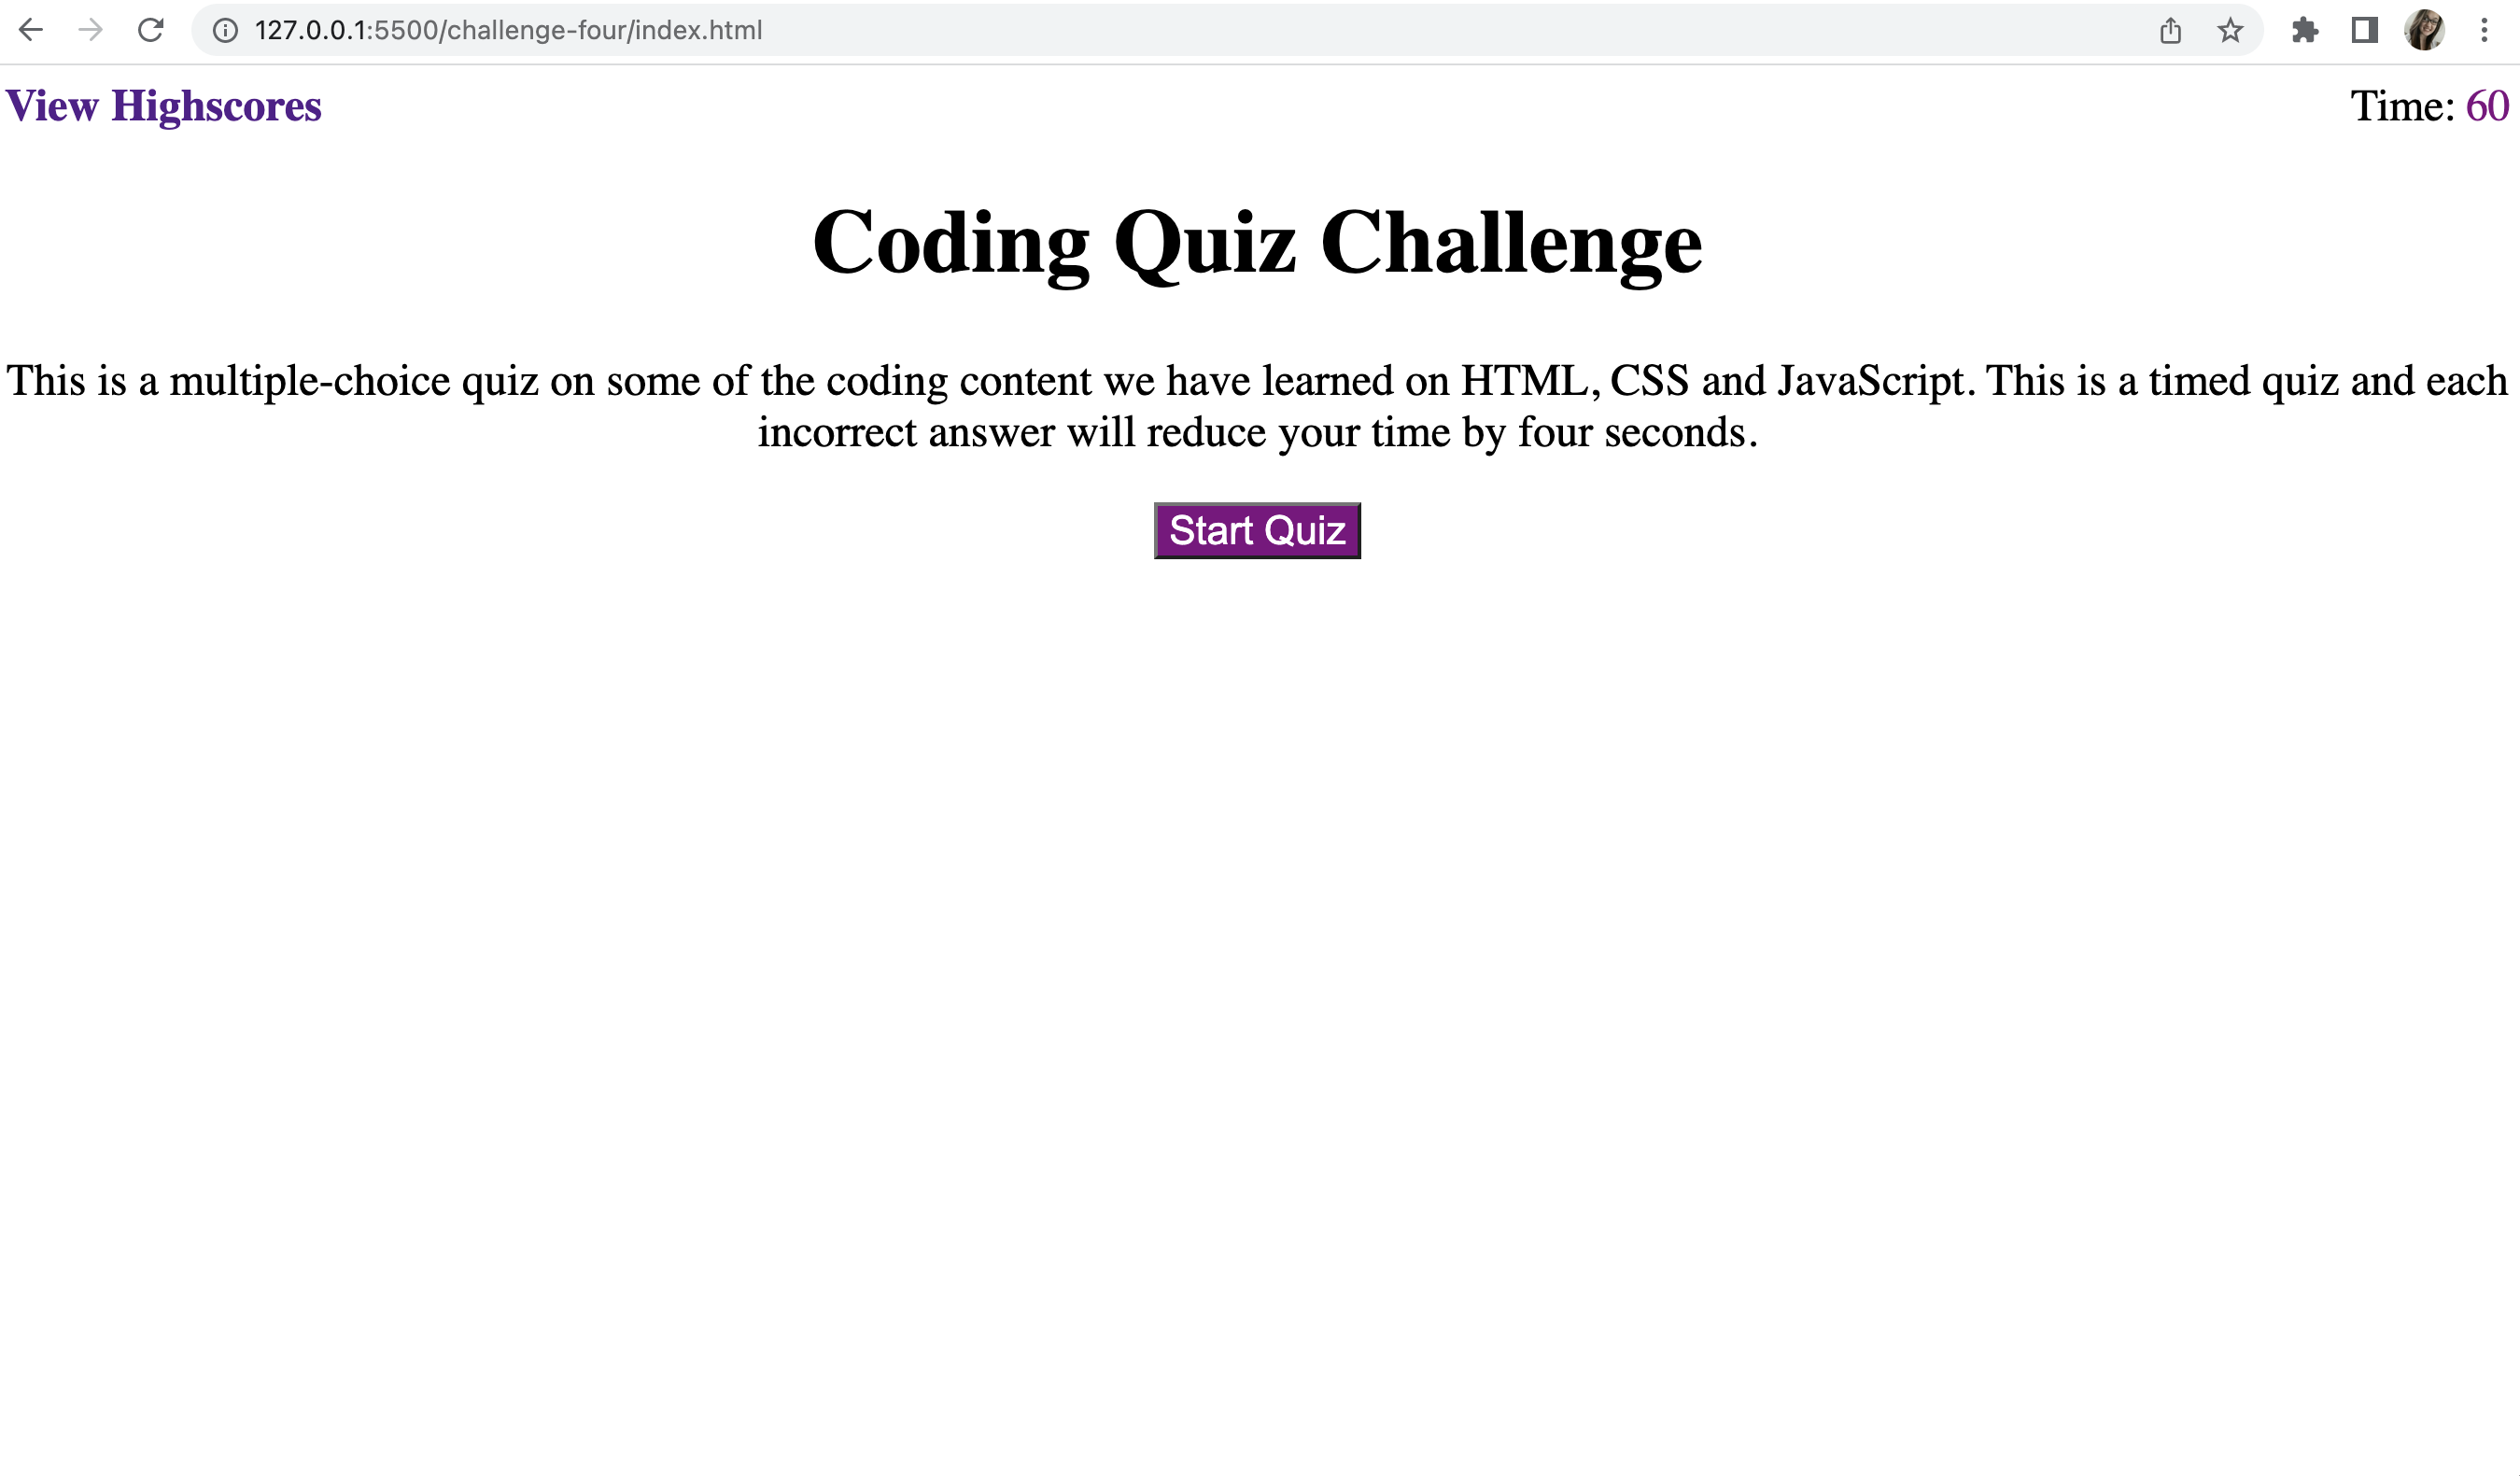 127.0.0.1:5500/challenge-four/index.html
View Highscores
Time: 60
Coding Quiz Challenge
This is a multiple-choice quiz on some of the coding content we have learned on HTML, CSS and JavaScript. This is a timed quiz and each
incorrect answer will reduce your time by four seconds.
Start Quiz